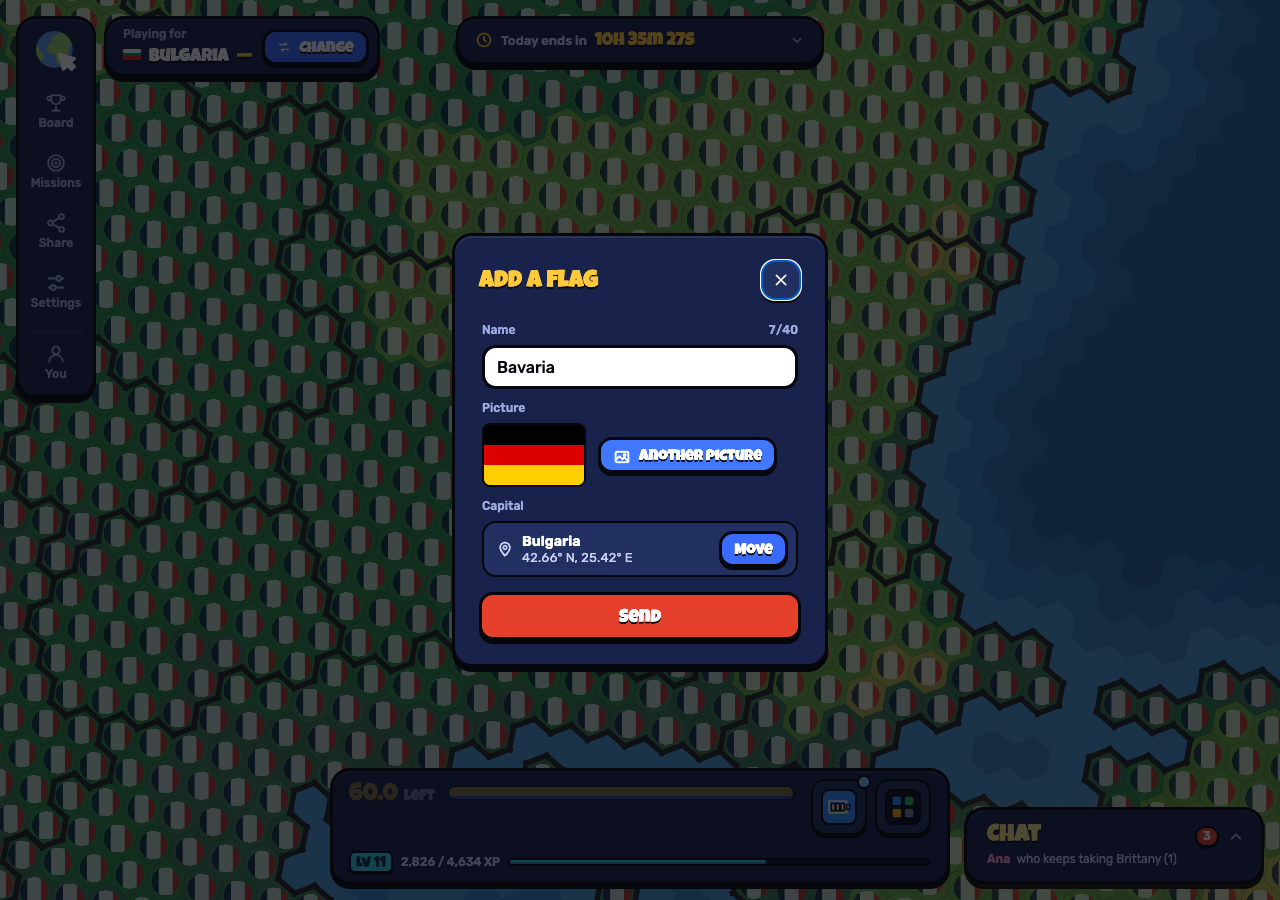 Playing for
BULGARIA
CHANGE
Today ends in 10H 35M 27S
Board
Missions
Share
Settings
You
ADD A FLAG
Name
7/40
Bavaria
Picture
ANOTHER PICTURE
Capital
Bulgaria
42.66° N, 25.42° E
MOVE
SEND
60.0 LEFT
LV 11
2,826 / 4,634 XP
CHAT
3
Ana who keeps taking Brittany (1)